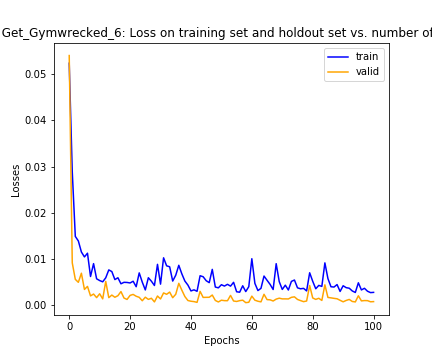 Get_Gymwrecked_6: Loss on training set and holdout set vs. number of
train
valid
Losses
0.05
0.04
0.03
0.02
0.01
0.00
0 20 40 60 80 100
Epochs